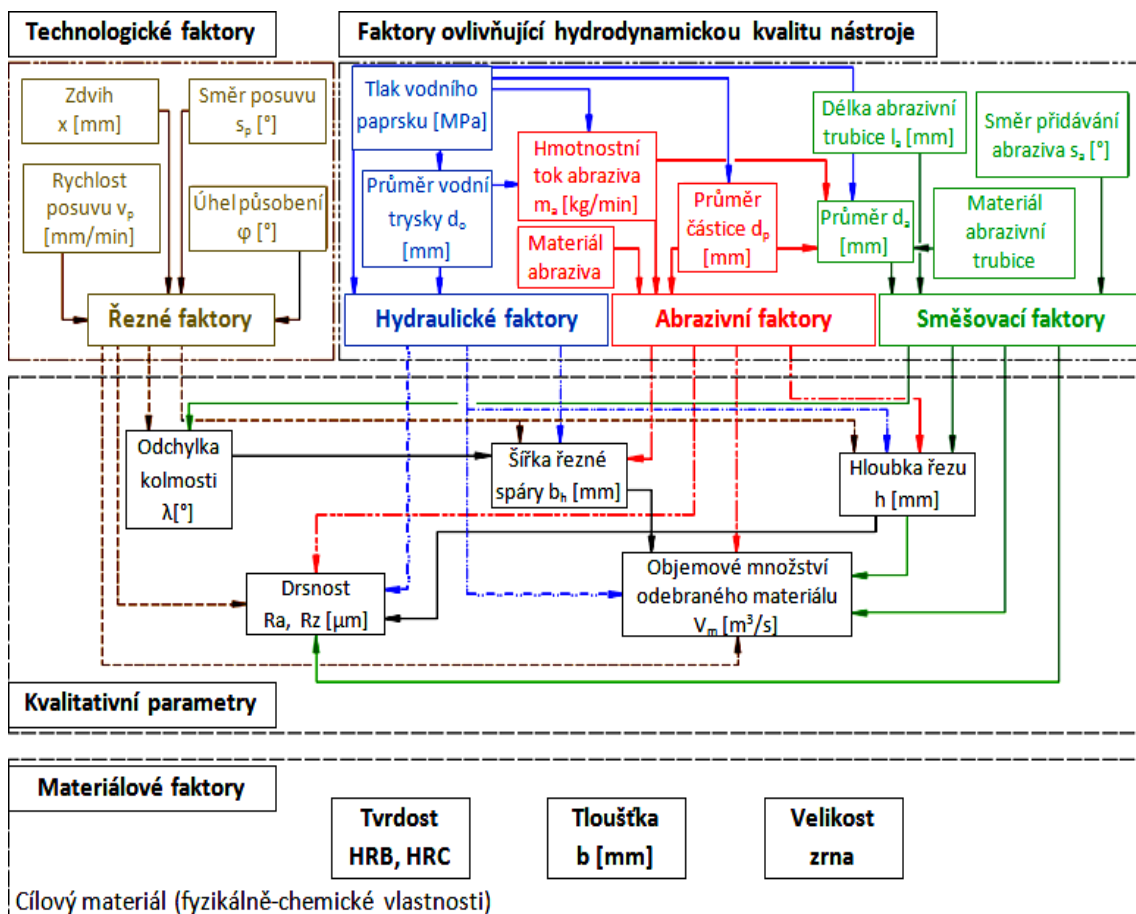 Technologické faktory
Faktory ovlivňující hydrodynamickou kvalitu nástroje
Zdvih
x [mm]
Směr posuvu
sₚ [°]
Rychlost
posuvu vₚ
[mm/min]
Úhel působení
φ [°]
Řezné faktory
Tlak vodního
paprsku [MPa]
Průměr vodní
trysky dₒ
[mm]
Hmotnostní
tok abraziva
mₐ [kg/min]
Materiál
abraziva
Průměr
částice dₚ
[mm]
Délka abrazivní
trubice lₐ [mm]
Směr přidávání
abraziva sₐ [°]
Průměr dₐ
[mm]
Materiál
abrazivní
trubice
Hydraulické faktory
Abrazivní faktory
Směšovací faktory
Odchylka
kolmosti
λ[°]
Šířka řezné
spáry bₕ [mm]
Hloubka řezu
h [mm]
Drsnost
Ra, Rz [μm]
Objemové množství
odebraného materiálu
Vₘ [m³/s]
Kvalitativní parametry
Materiálové faktory
Tvrdost
HRB, HRC
Tloušťka
b [mm]
Velikost
zrna
Cílový materiál (fyzikálně-chemické vlastnosti)